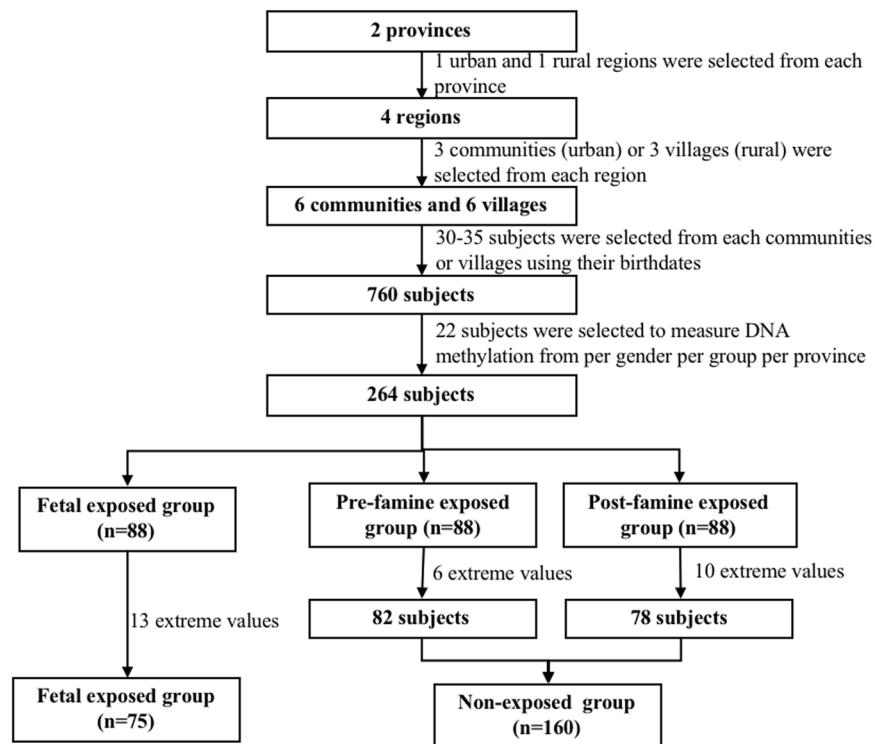 2 provinces
1 urban and 1 rural regions were selected from each
province
4 regions
3 communities (urban) or 3 villages (rural) were
selected from each region
6 communities and 6 villages
30-35 subjects were selected from each communities
or villages using their birthdates
760 subjects
22 subjects were selected to measure DNA
methylation from per gender per group per province
264 subjects
Fetal exposed group
(n=88)
Pre-famine exposed
group (n=88)
Post-famine exposed
group (n=88)
13 extreme values
6 extreme values
10 extreme values
82 subjects
78 subjects
Fetal exposed group
(n=75)
Non-exposed group
(n=160)